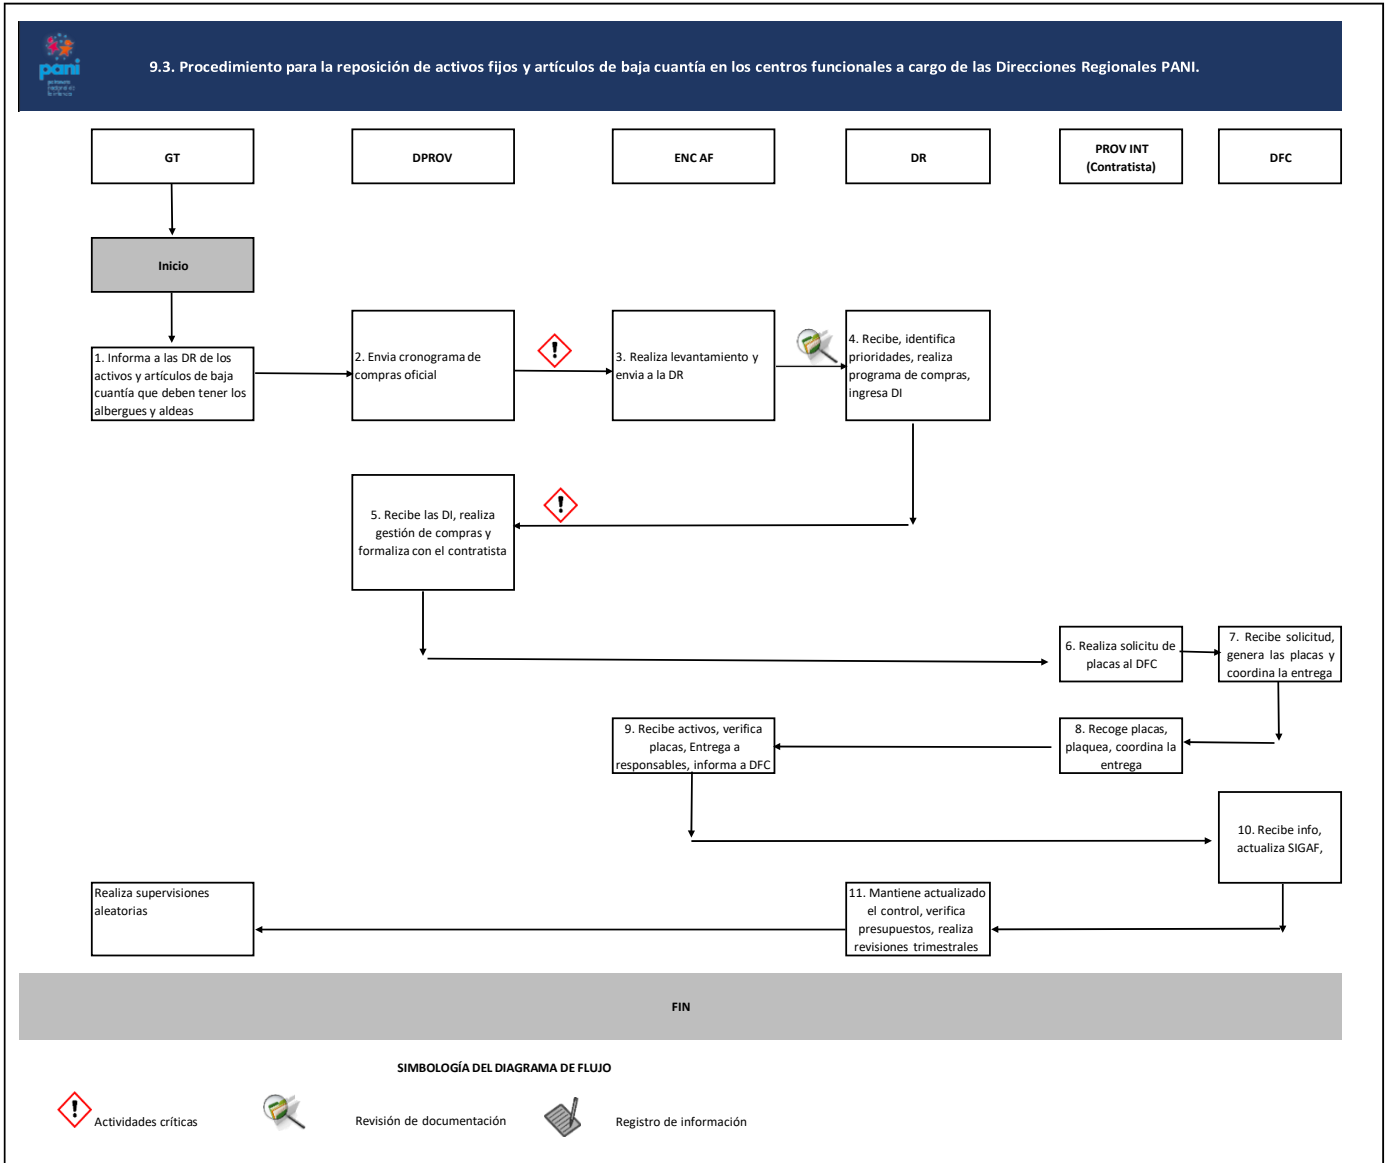 pani
9.3. Procedimiento para la reposición de activos fijos y artículos de baja cuantía en los centros funcionales a cargo de las Direcciones Regionales PANI.
GT
DPROV
ENC AF
DR
PROV INT
(Contratista)
DFC
Inicio
1. Informa a las DR de los
activos y artículos de baja
cuantía que deben tener los
albergues y aldeas
2. Envia cronograma de
compras oficial
3. Realiza levantamiento y
envia a la DR
4. Recibe, identifica
prioridades, realiza
programa de compras,
ingresa DI
5. Recibe las DI, realiza
gestión de compras y
formaliza con el contratista
6. Realiza solicitu de
placas al DFC
7. Recibe solicitud,
genera las placas y
coordina la entrega
8. Recoge placas,
plaquea, coordina la
entrega
9. Recibe activos, verifica
placas, Entrega a
responsables, informa a DFC
10. Recibe info,
actualiza SIGAF,
11. Mantiene actualizado
el control, verifica
presupuestos, realiza
revisiones trimestrales
Realiza supervisiones
aleatorias
FIN
SIMBOLOGÍA DEL DIAGRAMA DE FLUJO
Actividades críticas
Revisión de documentación
Registro de información